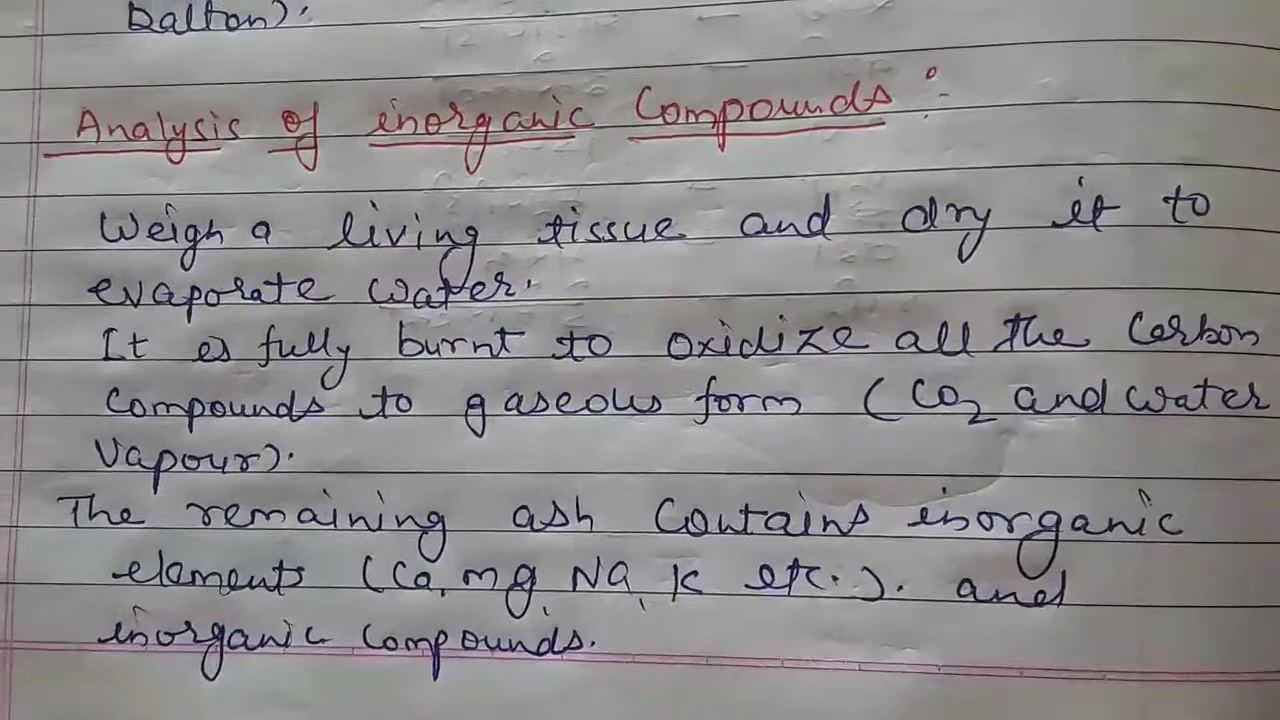 Dalton).
Analysis of inorganic Compounds :
Weigh a living tissue and dry it to
evaporate water.
It is fully burnt to oxidize all the Carbon
Compounds to gaseous form (CO₂ and water
Vapour).
The remaining ash Contains inorganic
elements (Ca, mg, Na, K etc.). and
inorganic Compounds.